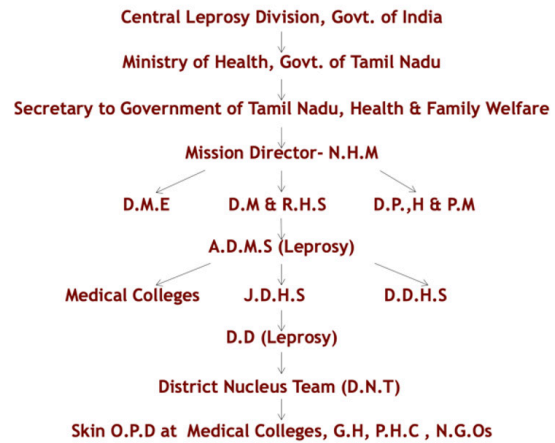 Central Leprosy Division, Govt. of India
Ministry of Health, Govt. of Tamil Nadu
Secretary to Government of Tamil Nadu, Health & Family Welfare
Mission Director- N.H.M
D.M.E D.M & R.H.S D.P.,H & P.M
A.D.M.S (Leprosy)
Medical Colleges J.D.H.S D.D.H.S
D.D (Leprosy)
District Nucleus Team (D.N.T)
Skin O.P.D at Medical Colleges, G.H, P.H.C , N.G.Os